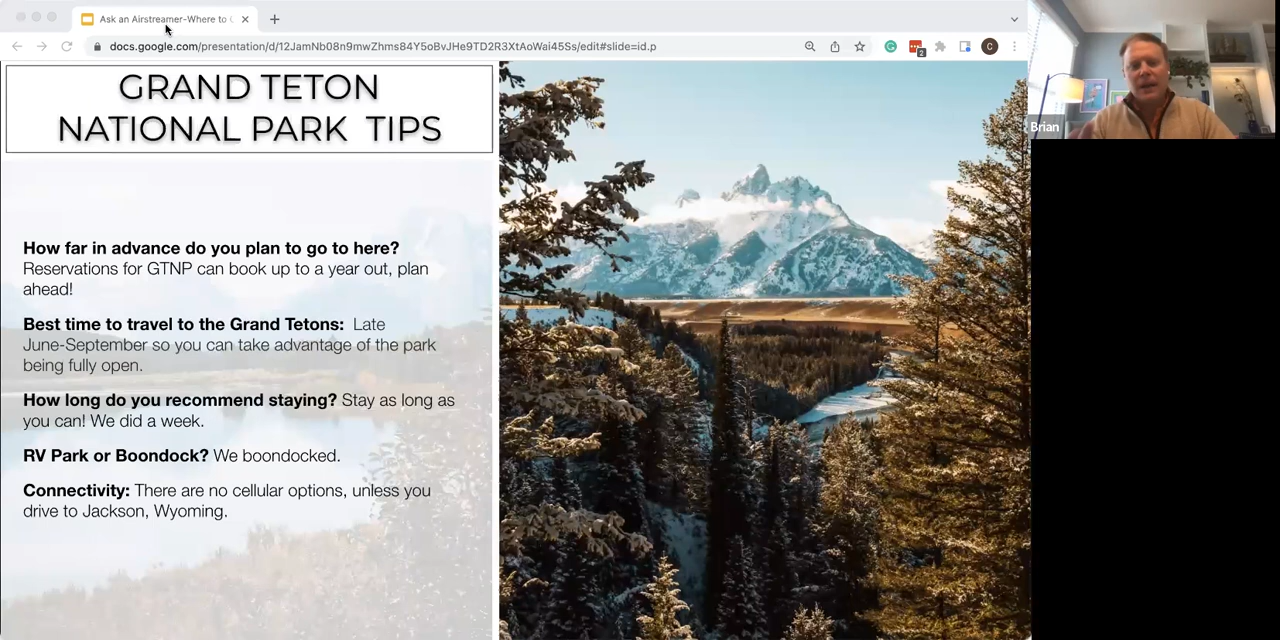 Ask an Airstreamer-Where to
docs.google.com/presentation/d/12JamNb08n9mwZhms84Y5oBvJHe9TD2R3XtAoWai45Ss/edit#slide=id.p
2
C
GRAND TETON
NATIONAL PARK TIPS
Brian
How far in advance do you plan to go to here?
Reservations for GTNP can book up to a year out, plan
ahead!
Best time to travel to the Grand Tetons: Late
June-September so you can take advantage of the park
being fully open.
How long do you recommend staying? Stay as long as
you can! We did a week.
RV Park or Boondock? We boondocked.
Connectivity: There are no cellular options, unless you
drive to Jackson, Wyoming.